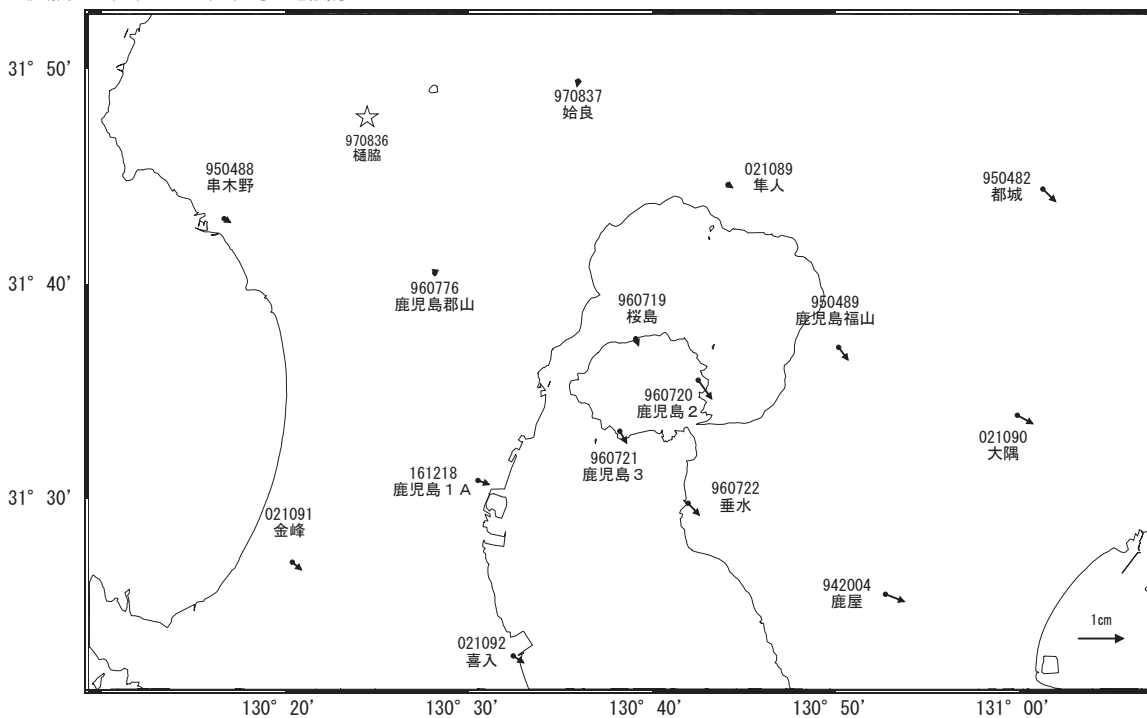 31° 50'
970837
姶良
970836
樋脇
950488
串木野
021089
隼人
950482
都城
31° 40'
960776
鹿児島郡山
960719
桜島
950489
鹿児島福山
960720
鹿児島2
021090
大隅
960721
鹿児島3
161218
鹿児島1A
31° 30'
960722
垂水
021091
金峰
942004
鹿屋
1cm
021092
喜入
130° 20'
130° 30'
130° 40'
130° 50'
131° 00'